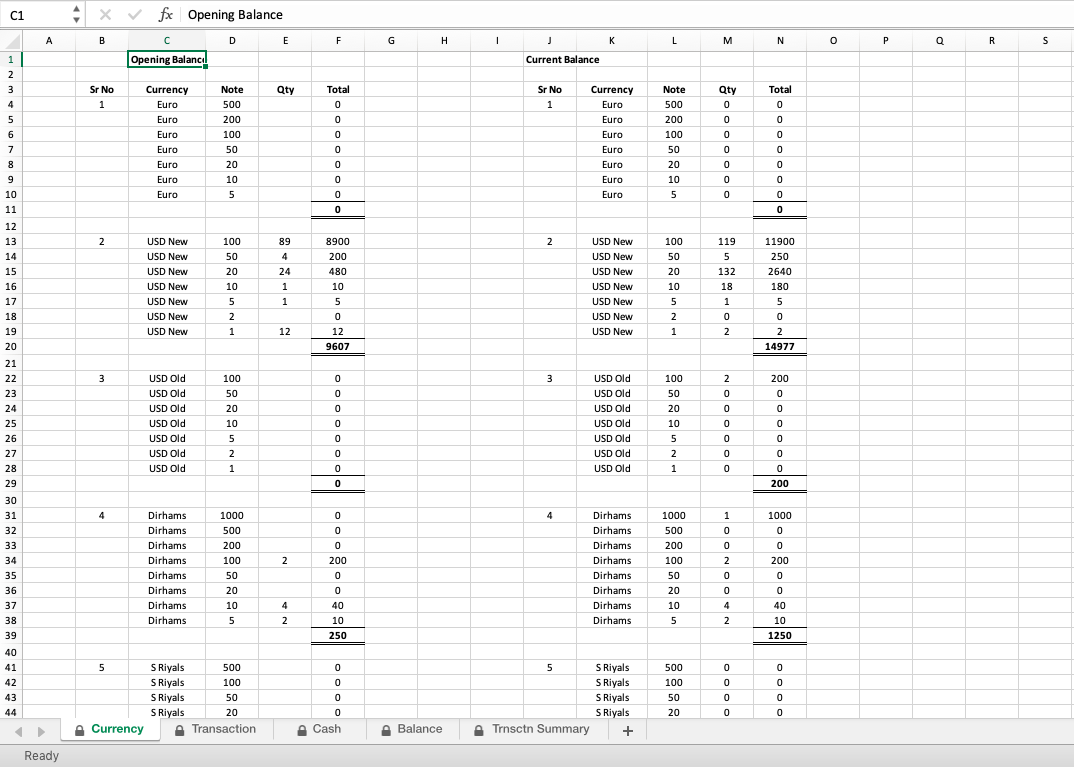 C1 fx Opening Balance
A B C D E F G H I J K L M N O P Q R S
1 Opening Balanc Current Balance
2
3 Sr No Currency Note Qty Total Sr No Currency Note Qty Total
4 1 Euro 500 0 1 Euro 500 0 0
5 Euro 200 0 Euro 200 0 0
6 Euro 100 0 Euro 100 0 0
7 Euro 50 0 Euro 50 0 0
8 Euro 20 0 Euro 20 0 0
9 Euro 10 0 Euro 10 0 0
10 Euro 5 0 Euro 5 0 0
11 0 0
12
13 2 USD New 100 89 8900 2 USD New 100 119 11900
14 USD New 50 4 200 USD New 50 5 250
15 USD New 20 24 480 USD New 20 132 2640
16 USD New 10 1 10 USD New 10 18 180
17 USD New 5 1 5 USD New 5 1 5
18 USD New 2 0 USD New 2 0 0
19 USD New 1 12 12 USD New 1 2 2
20 9607 14977
21
22 3 USD Old 100 0 3 USD Old 100 2 200
23 USD Old 50 0 USD Old 50 0 0
24 USD Old 20 0 USD Old 20 0 0
25 USD Old 10 0 USD Old 10 0 0
26 USD Old 5 0 USD Old 5 0 0
27 USD Old 2 0 USD Old 2 0 0
28 USD Old 1 0 USD Old 1 0 0
29 0 200
30
31 4 Dirhams 1000 0 4 Dirhams 1000 1 1000
32 Dirhams 500 0 Dirhams 500 0 0
33 Dirhams 200 0 Dirhams 200 0 0
34 Dirhams 100 2 200 Dirhams 100 2 200
35 Dirhams 50 0 Dirhams 50 0 0
36 Dirhams 20 0 Dirhams 20 0 0
37 Dirhams 10 4 40 Dirhams 10 4 40
38 Dirhams 5 2 10 Dirhams 5 2 10
39 250 1250
40
41 5 S Riyals 500 0 5 S Riyals 500 0 0
42 S Riyals 100 0 S Riyals 100 0 0
43 S Riyals 50 0 S Riyals 50 0 0
44 S Riyals 20 0 S Riyals 20 0 0
Currency Transaction Cash Balance Trnsctn Summary +
Ready